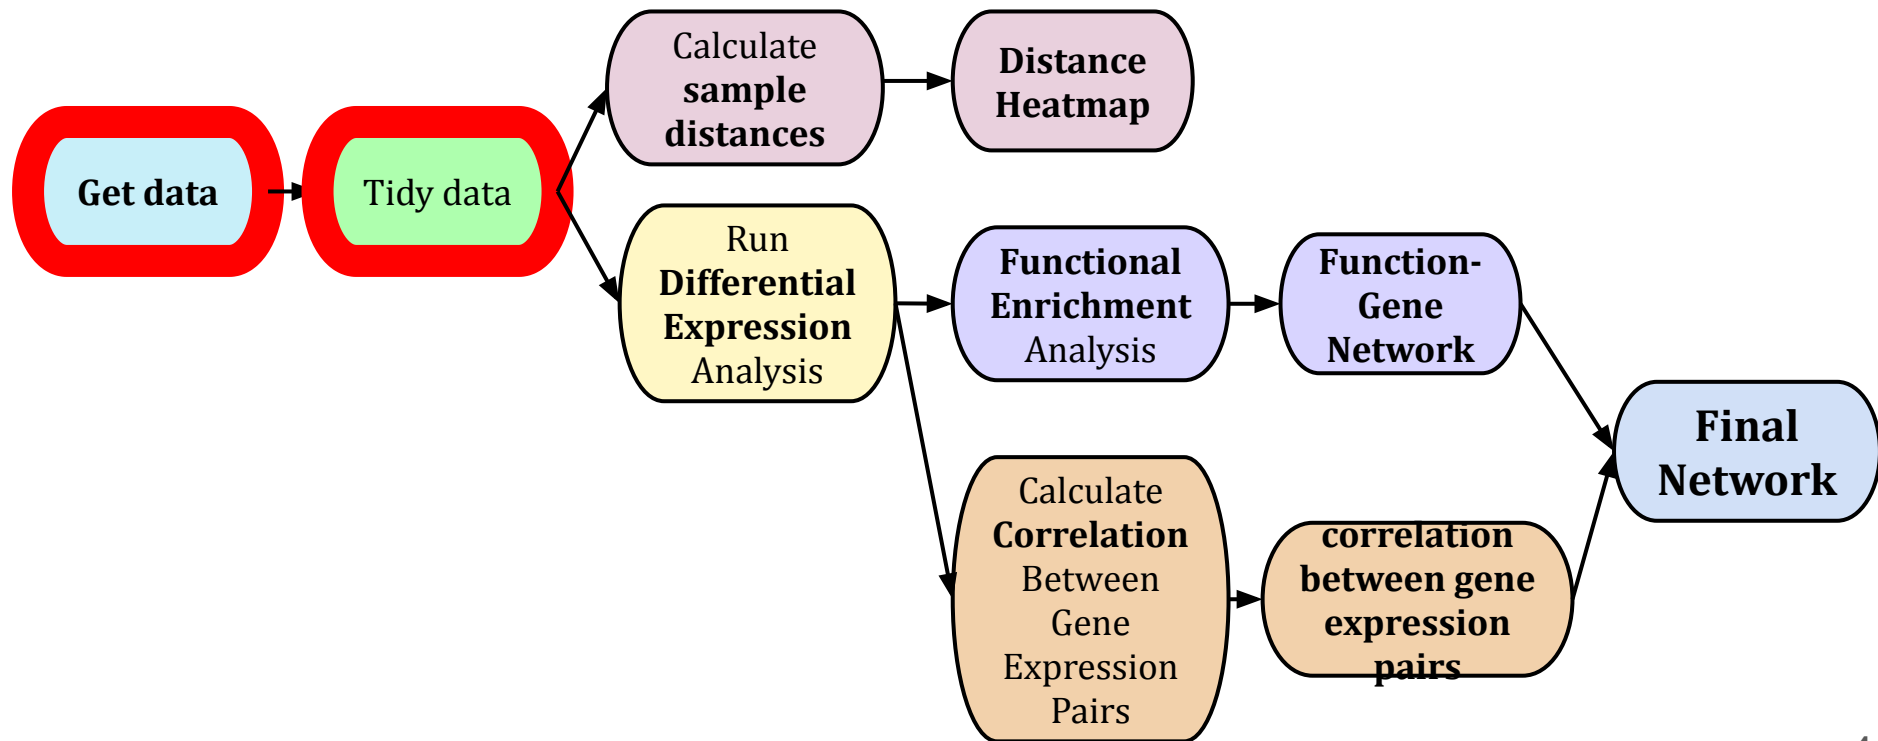 Get data
Tidy data
Calculate
sample
distances
Distance
Heatmap
Run
Differential
Expression
Analysis
Functional
Enrichment
Analysis
Function-
Gene
Network
Calculate
Correlation
Between
Gene
Expression
Pairs
correlation
between gene
expression
pairs
Final
Network